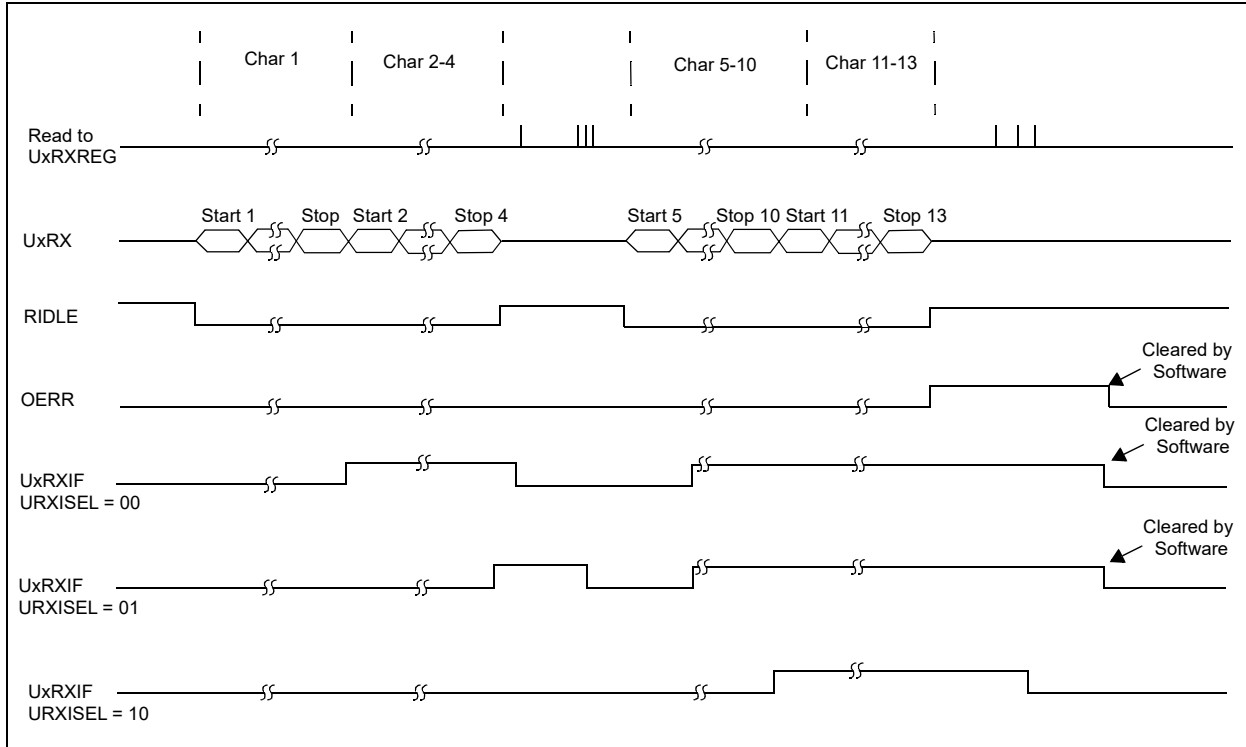 Char 1
Char 2-4
Char 5-10
Char 11-13
Read to
UxRXREG
Start 1
Stop
Start 2
Stop 4
Start 5
Stop 10
Start 11
Stop 13
UxRX
RIDLE
Cleared by
Software
OERR
Cleared by
Software
UxRXIF
URXISEL = 00
Cleared by
Software
UxRXIF
URXISEL = 01
UxRXIF
URXISEL = 10